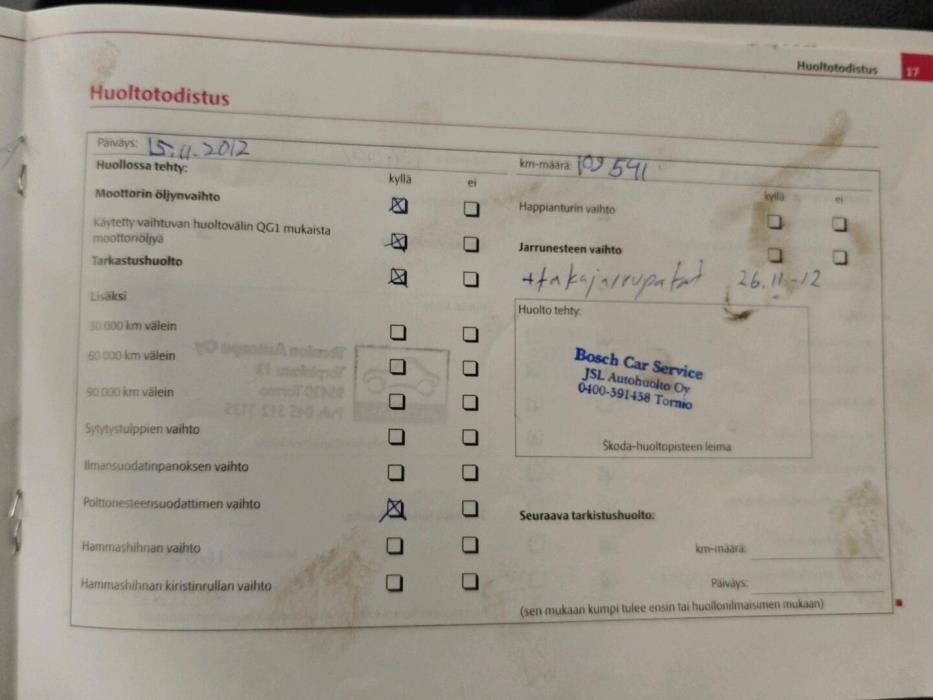 Huoltotodistus 17
Huoltotodistus
Päiväys: 15.11.2012
km-määrä: 109 541
Huollossa tehty:
kyllä ei
Moottorin öljynvaihto
Käytetty vaihtuvan huoltovälin QG1 mukaista
moottoriöljyä
Tarkastushuolto
Lisäksi
30 000 km välein
60 000 km välein
90 000 km välein
Sytytystulppien vaihto
Ilmansuodatinpanoksen vaihto
Polttonesteensuodattimen vaihto
Hammashihnan vaihto
Hammashihnan kiristinrullan vaihto
kyllä ei
Happianturin vaihto
Jarrunesteen vaihto
+takajarrupalat 26.11.-12
Huolto tehty:
Bosch Car Service
JSL Autohuolto Oy
0400-391438 Tornio
Škoda-huoltopisteen leima
Seuraava tarkistushuolto:
km-määrä:
Päiväys:
(sen mukaan kumpi tulee ensin tai huollonilmaisimen mukaan)